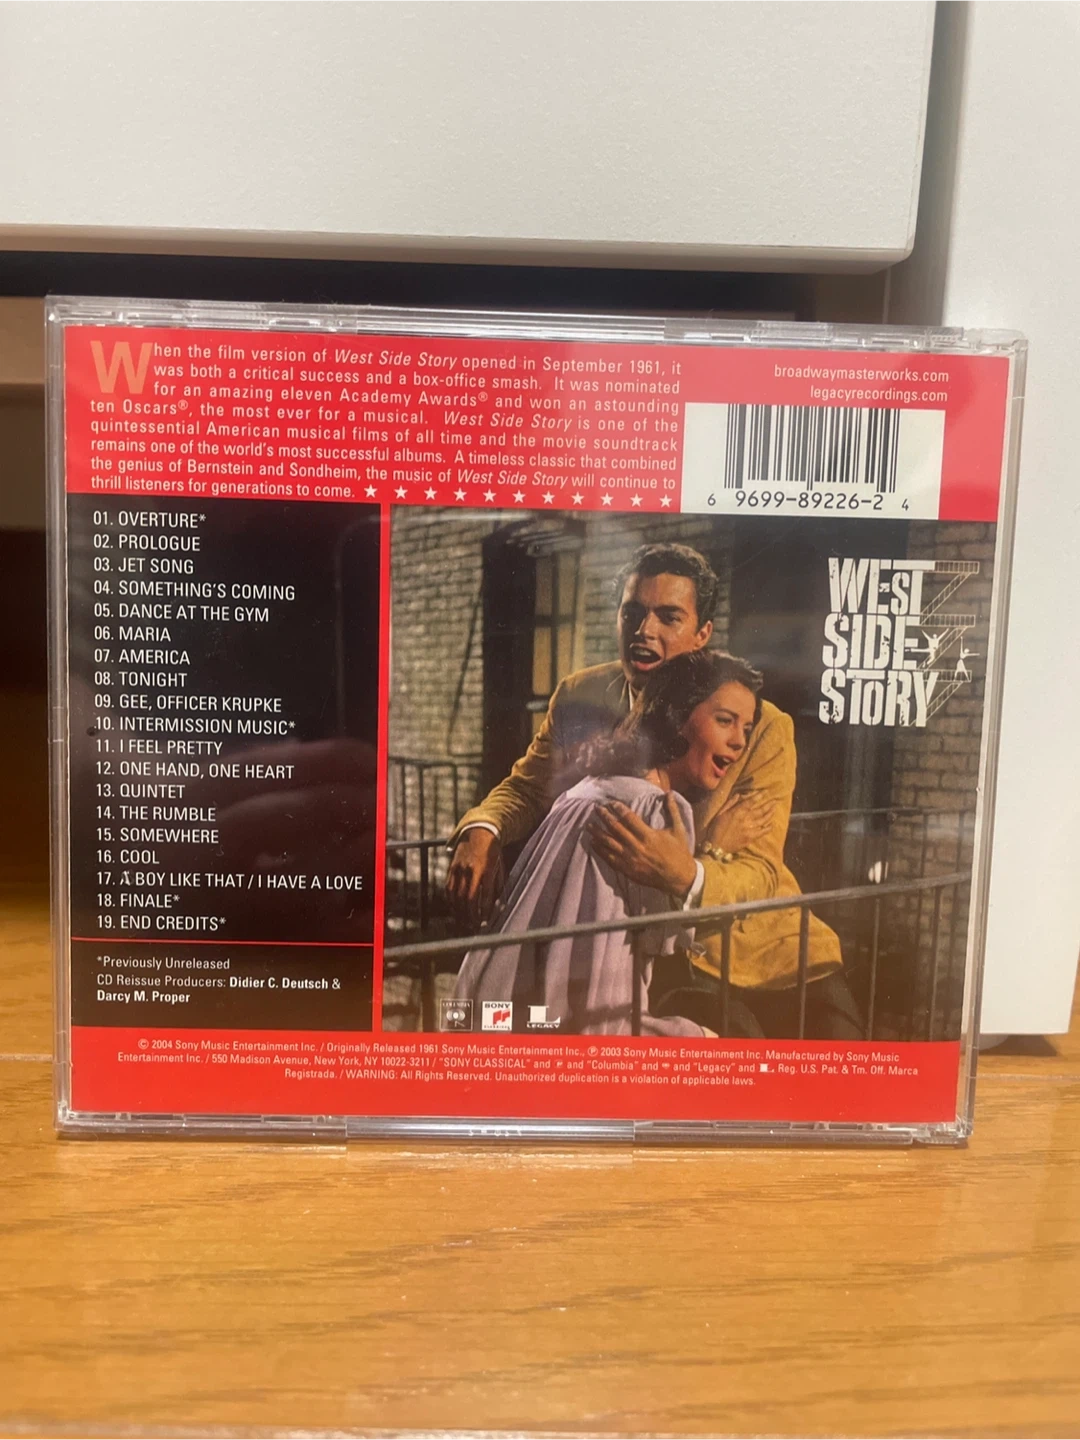 When the film version of West Side Story opened in September 1961, it
was both a critical success and a box-office smash. It was nominated
for an amazing eleven Academy Awards® and won an astounding
ten Oscars®, the most ever for a musical. West Side Story is one of the
quintessential American musical films of all time and the movie soundtrack
remains one of the world's most successful albums. A timeless classic that combined
the genius of Bernstein and Sondheim, the music of West Side Story will continue to
thrill listeners for generations to come. ★ ★ ★ ★ ★ ★ ★ ★ ★ ★ ★
broadwaymasterworks.com
legacyrecordings.com
6 9699-89226-2 4
01. OVERTURE*
02. PROLOGUE
03. JET SONG
04. SOMETHING'S COMING
05. DANCE AT THE GYM
06. MARIA
07. AMERICA
08. TONIGHT
09. GEE, OFFICER KRUPKE
10. INTERMISSION MUSIC*
11. I FEEL PRETTY
12. ONE HAND, ONE HEART
13. QUINTET
14. THE RUMBLE
15. SOMEWHERE
16. COOL
17. A BOY LIKE THAT / I HAVE A LOVE
18. FINALE*
19. END CREDITS*
*Previously Unreleased
CD Reissue Producers: Didier C. Deutsch &
Darcy M. Proper
WEST
SIDE
STORY
COLUMBIA
SONY
CLASSICAL
LEGACY
© 2004 Sony Music Entertainment Inc. / Originally Released 1961 Sony Music Entertainment Inc., ℗ 2003 Sony Music Entertainment Inc. Manufactured by Sony Music
Entertainment Inc. / 550 Madison Avenue, New York, NY 10022-3211 / "SONY CLASSICAL" and and "Columbia" and and "Legacy" and L, Reg. U.S. Pat. & Tm. Off. Marca
Registrada. / WARNING: All Rights Reserved. Unauthorized duplication is a violation of applicable laws.